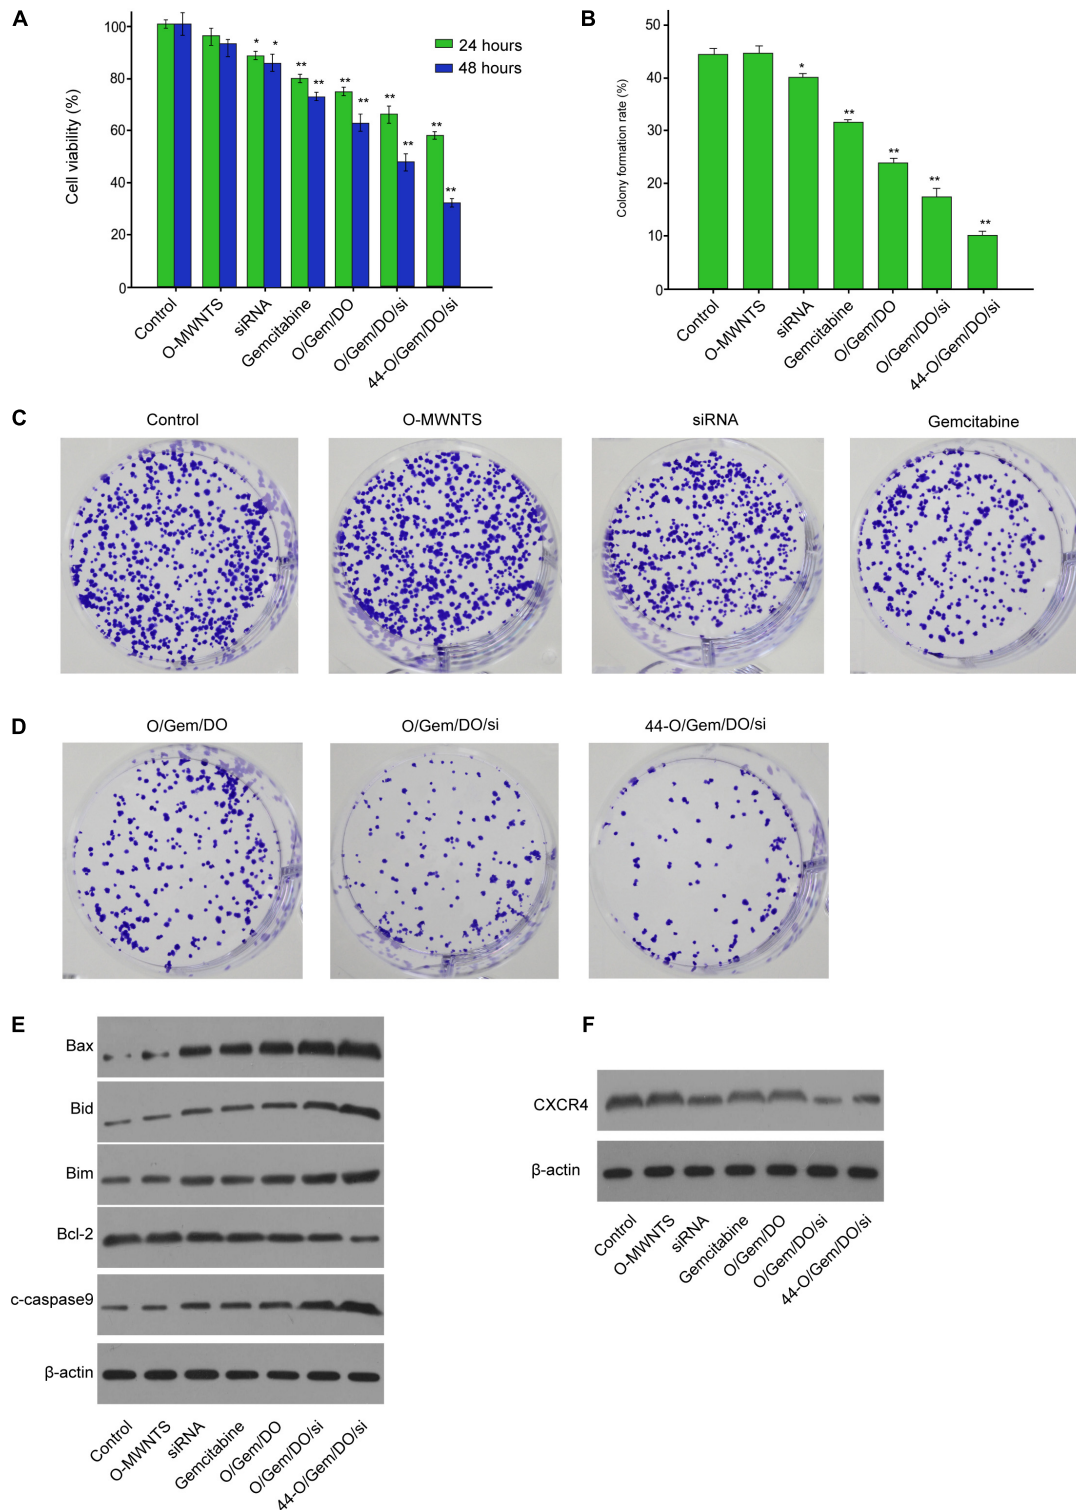 A
100
80
60
40
20
0
Cell viability (%)
24 hours
48 hours
* *
** **
** **
** **
** **
Control
O-MWNTS
siRNA
Gemcitabine
O/Gem/DO
O/Gem/DO/si
44-O/Gem/DO/si
B
50
40
30
20
10
0
Colony formation rate (%)
*
**
**
**
**
Control
O-MWNTS
siRNA
Gemcitabine
O/Gem/DO
O/Gem/DO/si
44-O/Gem/DO/si
C
Control
O-MWNTS
siRNA
Gemcitabine
D
O/Gem/DO
O/Gem/DO/si
44-O/Gem/DO/si
E
Bax
Bid
Bim
Bcl-2
c-caspase9
β-actin
Control
O-MWNTS
siRNA
Gemcitabine
O/Gem/DO
O/Gem/DO/si
44-O/Gem/DO/si
F
CXCR4
β-actin
Control
O-MWNTS
siRNA
Gemcitabine
O/Gem/DO
O/Gem/DO/si
44-O/Gem/DO/si